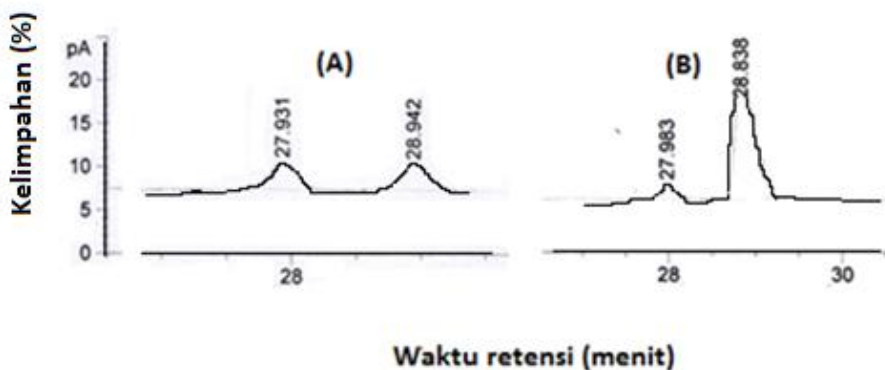 Kelimpahan (%)
pA
20
15
10
5
0
(A)
27.931
28.942
28
(B)
27.983
28.838
28
30
Waktu retensi (menit)